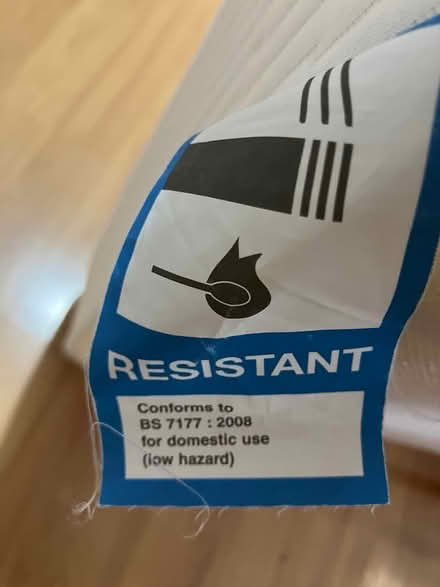 RESISTANT
Conforms to
BS 7177 : 2008
for domestic use
(low hazard)